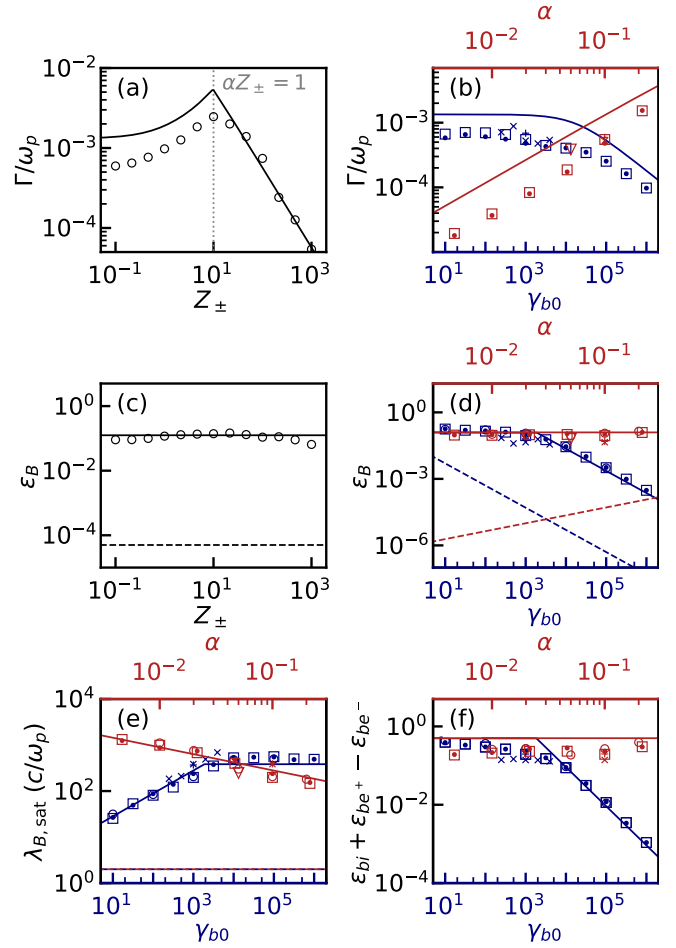 α
10⁻² 10⁻¹
(a)
αZ± = 1
(b)
Γ/ωp
10⁻²
10⁻³
10⁻⁴
10⁻¹ 10¹ 10³
Z±
Γ/ωp
10⁻³
10⁻⁴
10¹ 10³ 10⁵
γb0
α
10⁻² 10⁻¹
(c)
(d)
εB
10⁰
10⁻²
10⁻⁴
10⁻¹ 10¹ 10³
Z±
εB
10⁰
10⁻³
10⁻⁶
10¹ 10³ 10⁵
γb0
α
10⁻² 10⁻¹
α
10⁻² 10⁻¹
(e)
(f)
λB, sat (c/ωp)
10⁴
10²
10⁰
10¹ 10³ 10⁵
γb0
εbi + εbe⁺ − εbe⁻
10⁰
10⁻²
10⁻⁴
10¹ 10³ 10⁵
γb0